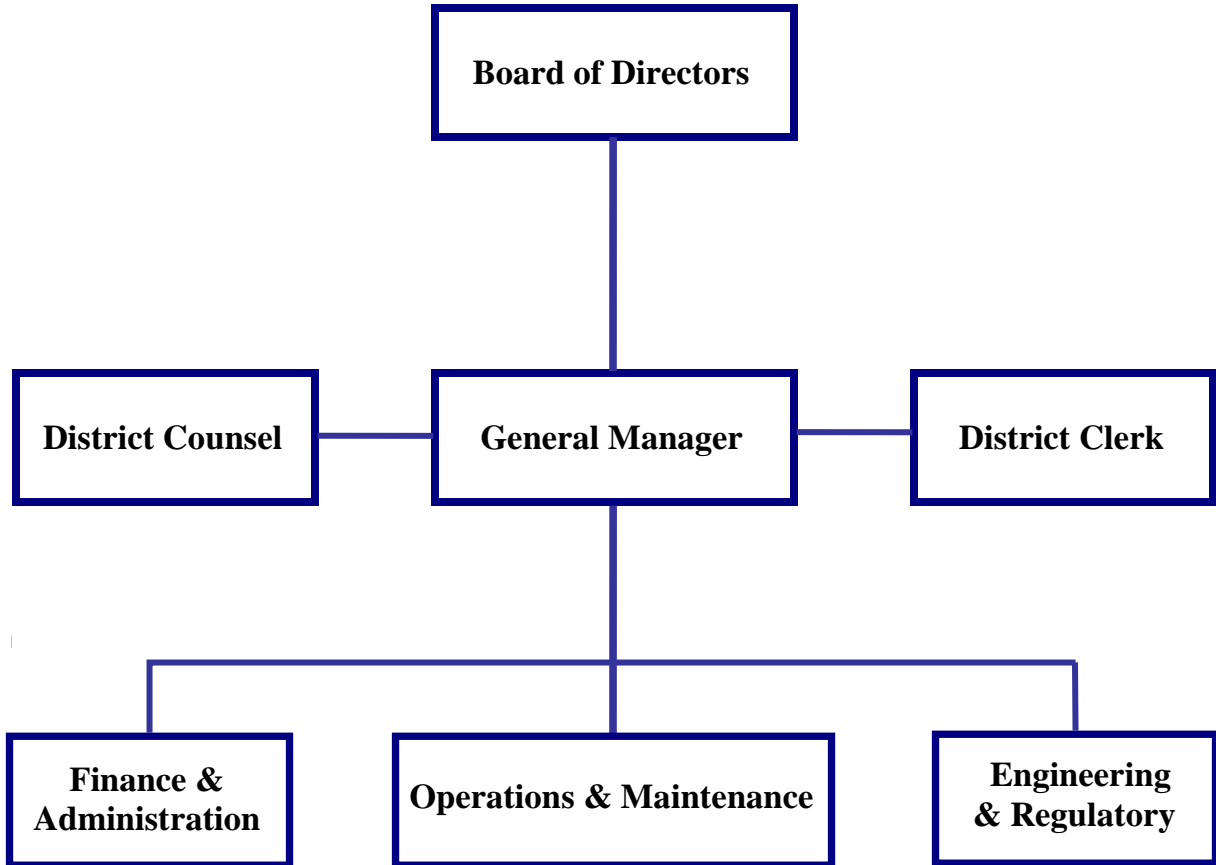 Board of Directors
District Counsel
General Manager
District Clerk
Finance &
Administration
Operations & Maintenance
Engineering
& Regulatory